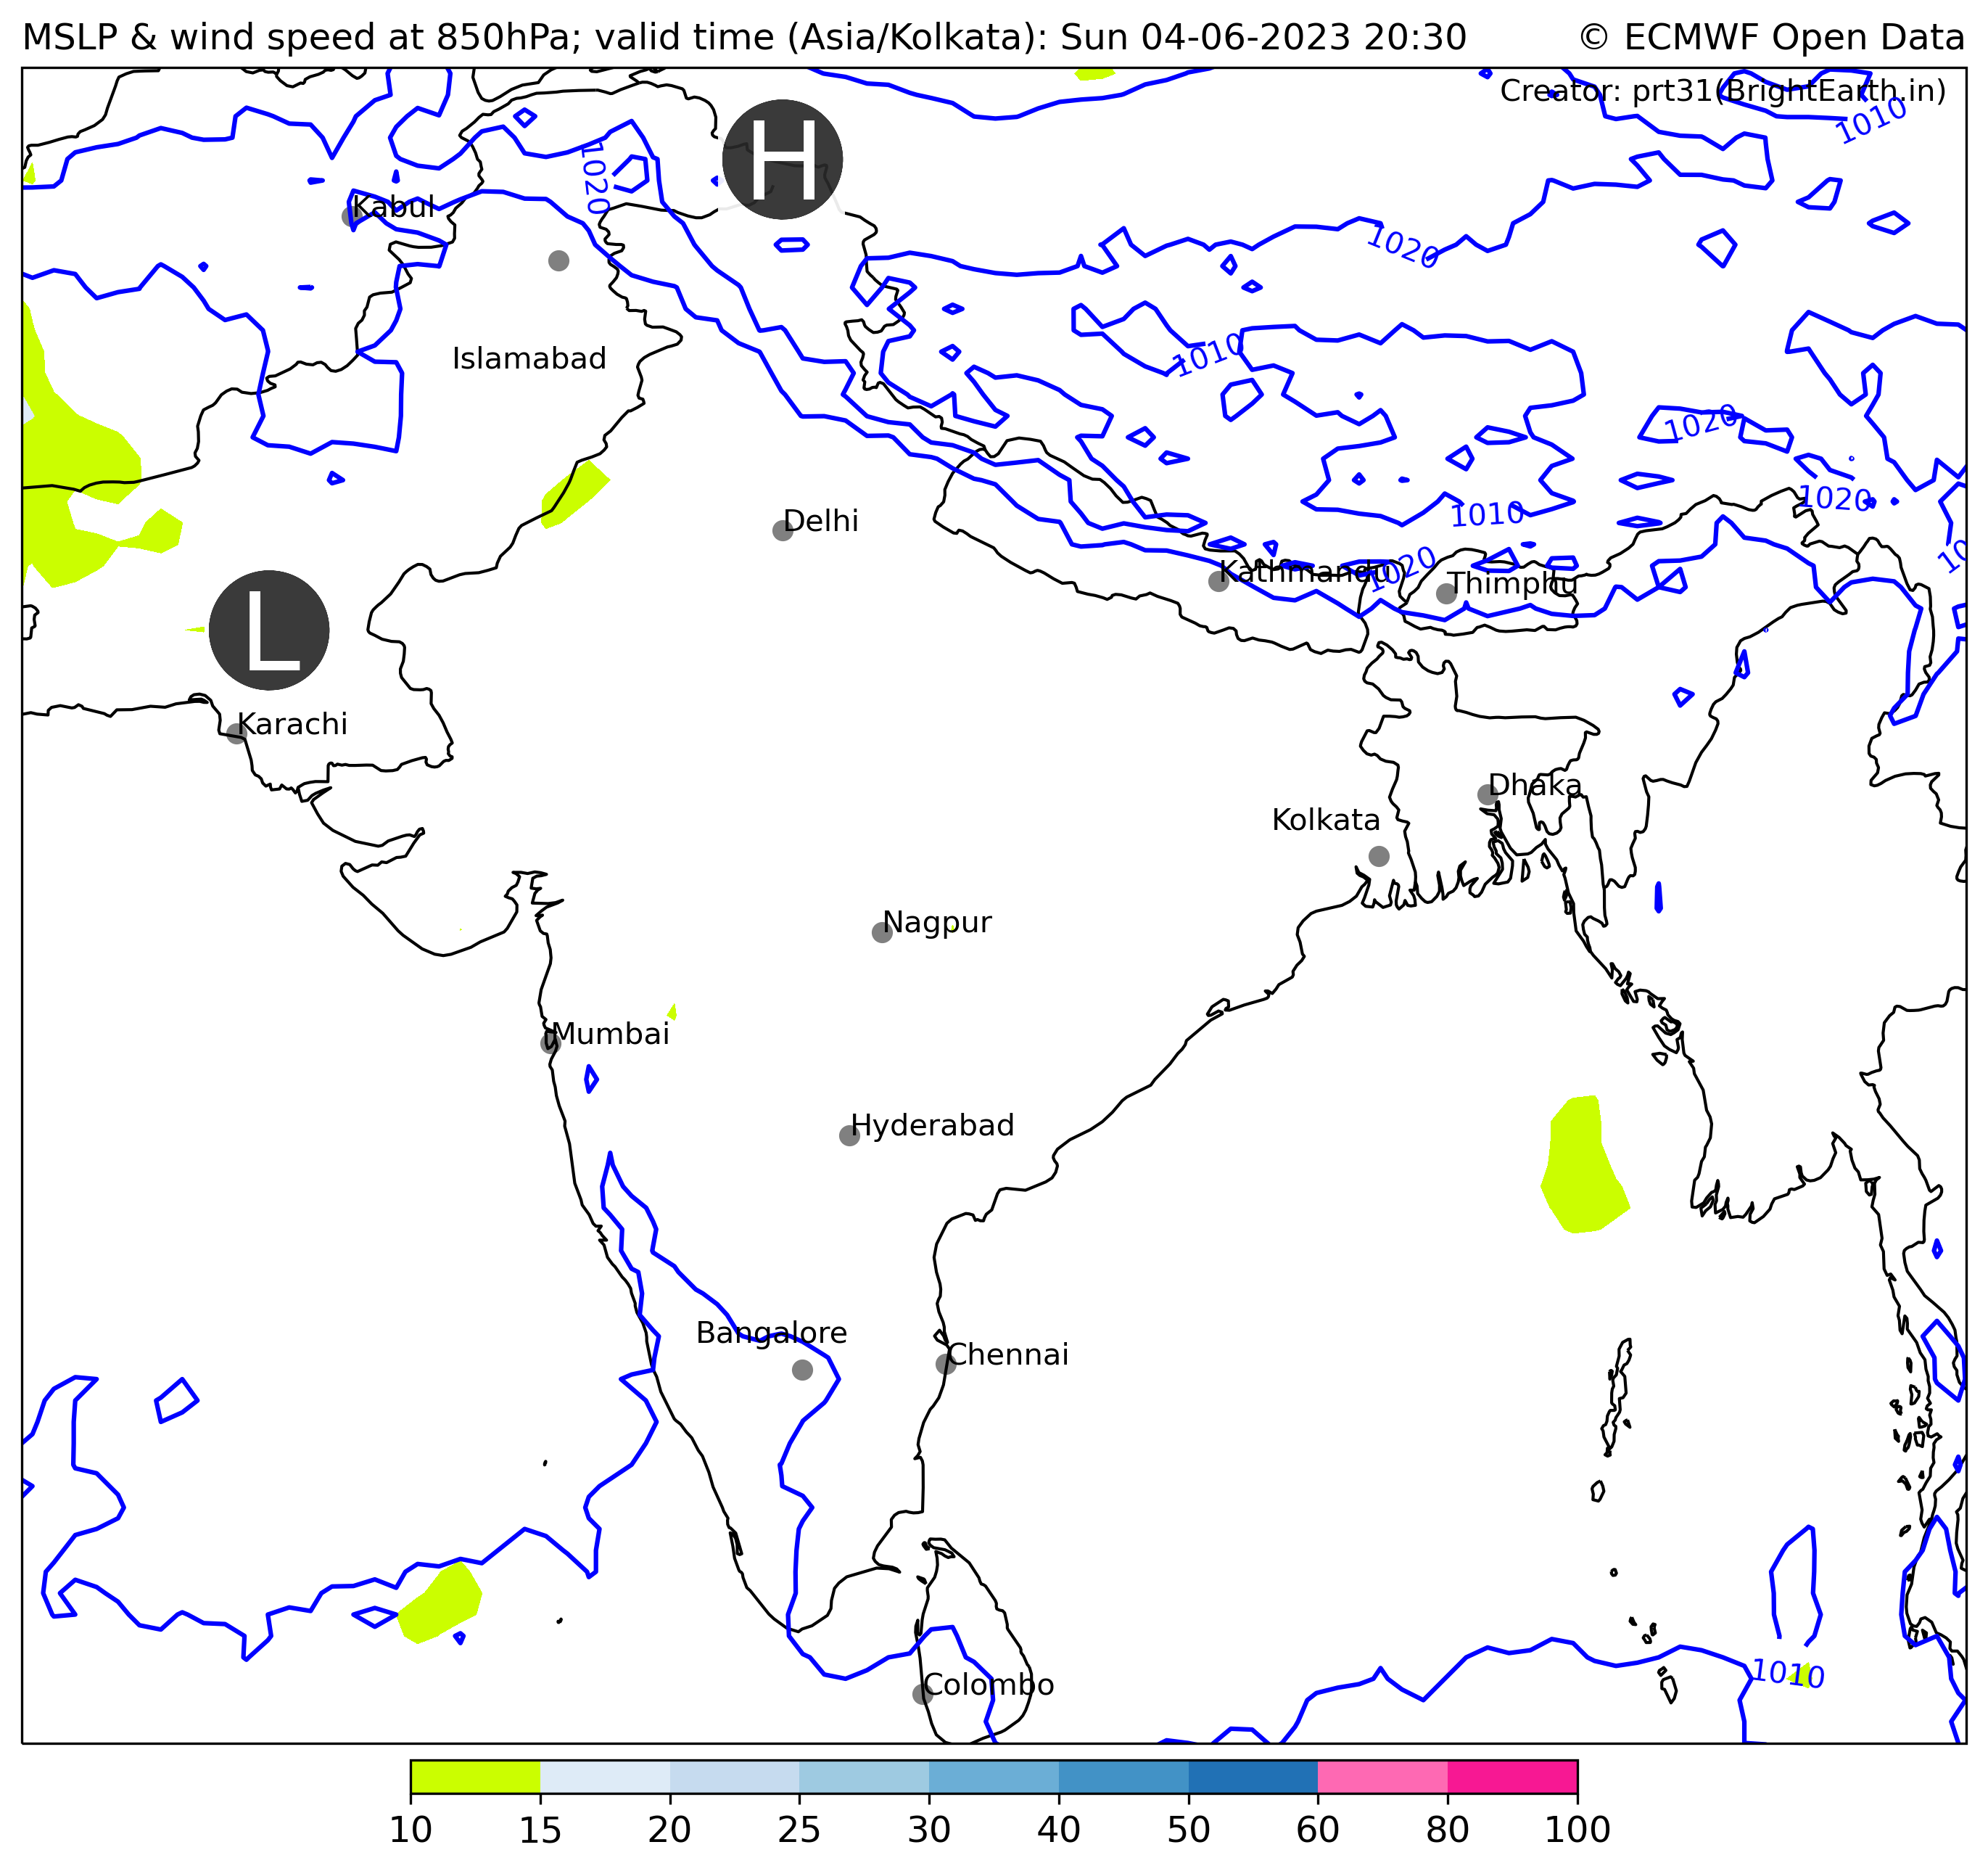 MSLP & wind speed at 850hPa; valid time (Asia/Kolkata): Sun 04-06-2023 20:30 © ECMWF Open Data
Creator: prt31(BrightEarth.in)
1010
H
1020
Kabul
1020
Islamabad
1010
1020
1020
Delhi
1010
10
Kathmandu
1020
Thimphu
L
Karachi
Dhaka
Kolkata
Nagpur
Mumbai
Hyderabad
Bangalore
Chennai
1010
Colombo
10 15 20 25 30 40 50 60 80 100